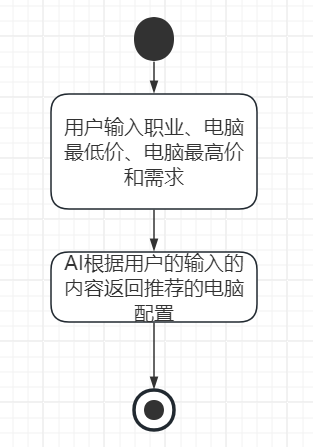 用户输入职业、电脑
最低价、电脑最高价
和需求
AI根据用户的输入的
内容返回推荐的电脑
配置